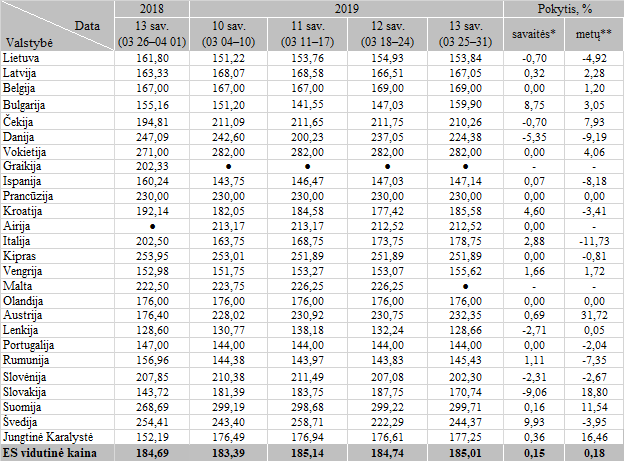 Data 2018 2019 Pokytis, %
Valstybė 13 sav. (03 26–04 01) 10 sav. (03 04–10) 11 sav. (03 11–17) 12 sav. (03 18–24) 13 sav. (03 25–31) savaitės* metų**
Lietuva 161,80 151,22 153,76 154,93 153,84 -0,70 -4,92
Latvija 163,33 168,07 168,58 166,51 167,05 0,32 2,28
Belgija 167,00 167,00 167,00 169,00 169,00 0,00 1,20
Bulgarija 155,16 151,20 141,55 147,03 159,90 8,75 3,05
Čekija 194,81 211,09 211,65 211,75 210,26 -0,70 7,93
Danija 247,09 242,60 200,23 237,05 224,38 -5,35 -9,19
Vokietija 271,00 282,00 282,00 282,00 282,00 0,00 4,06
Graikija 202,33 ● ● ● ● - -
Ispanija 160,24 143,75 146,47 147,03 147,14 0,07 -8,18
Prancūzija 230,00 230,00 230,00 230,00 230,00 0,00 0,00
Kroatija 192,14 182,05 184,58 177,42 185,58 4,60 -3,41
Airija ● 213,17 213,17 212,52 212,52 0,00 -
Italija 202,50 163,75 168,75 173,75 178,75 2,88 -11,73
Kipras 253,95 253,01 251,89 251,89 251,89 0,00 -0,81
Vengrija 152,98 151,75 153,27 153,07 155,62 1,66 1,72
Malta 222,50 223,75 226,25 226,25 ● - -
Olandija 176,00 176,00 176,00 176,00 176,00 0,00 0,00
Austrija 176,40 228,02 230,92 230,75 232,35 0,69 31,72
Lenkija 128,60 130,77 138,18 132,24 128,66 -2,71 0,05
Portugalija 147,00 144,00 144,00 144,00 144,00 0,00 -2,04
Rumunija 156,96 144,38 143,97 143,83 145,43 1,11 -7,35
Slovėnija 207,85 210,38 211,49 207,08 202,30 -2,31 -2,67
Slovakija 143,72 181,39 183,75 187,75 170,74 -9,06 18,80
Suomija 268,69 299,19 298,68 299,22 299,71 0,16 11,54
Švedija 254,41 243,40 258,71 222,29 244,37 9,93 -3,95
Jungtinė Karalystė 152,19 176,49 176,94 176,61 177,25 0,36 16,46
ES vidutinė kaina 184,69 183,39 185,14 184,74 185,01 0,15 0,18